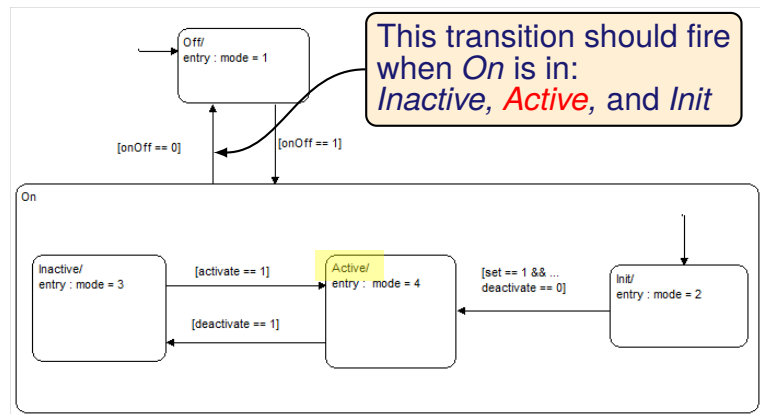 Off/
entry : mode = 1
This transition should fire
when On is in:
Inactive, Active, and Init
[onOff == 0]
[onOff == 1]
On
Inactive/
entry : mode = 3
[activate == 1]
[deactivate == 1]
Active/
entry :  mode = 4
[set == 1 && ...
deactivate == 0]
Init/
entry : mode = 2